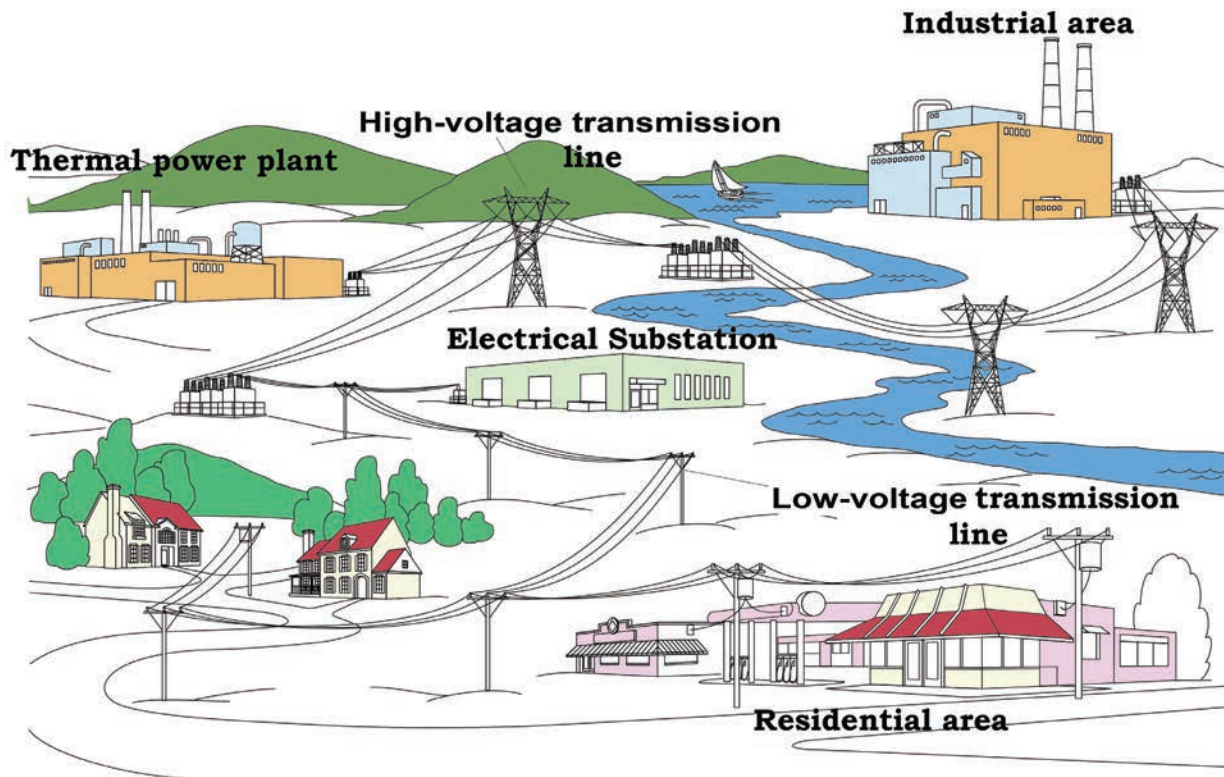 Industrial area
High-voltage transmission
line
Thermal power plant
Electrical Substation
Low-voltage transmission
line
Residential area